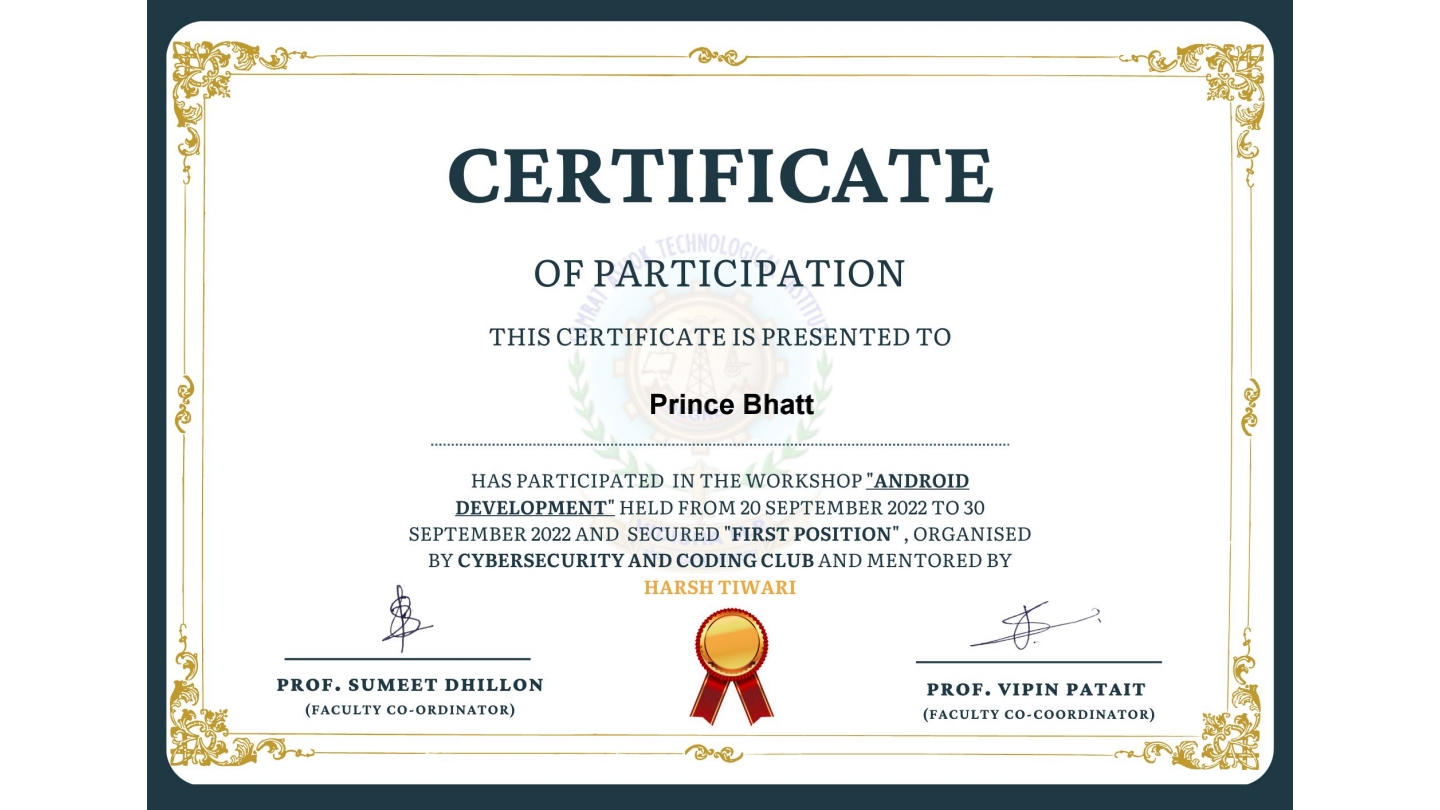 CERTIFICATE
OF PARTICIPATION
THIS CERTIFICATE IS PRESENTED TO
Prince Bhatt
HAS PARTICIPATED IN THE WORKSHOP "ANDROID
DEVELOPMENT" HELD FROM 20 SEPTEMBER 2022 TO 30
SEPTEMBER 2022 AND SECURED "FIRST POSITION" , ORGANISED
BY CYBERSECURITY AND CODING CLUB AND MENTORED BY
HARSH TIWARI
PROF. SUMEET DHILLON
(FACULTY CO-ORDINATOR)
PROF. VIPIN PATAIT
(FACULTY CO-COORDINATOR)
TECHNOLOGICAL